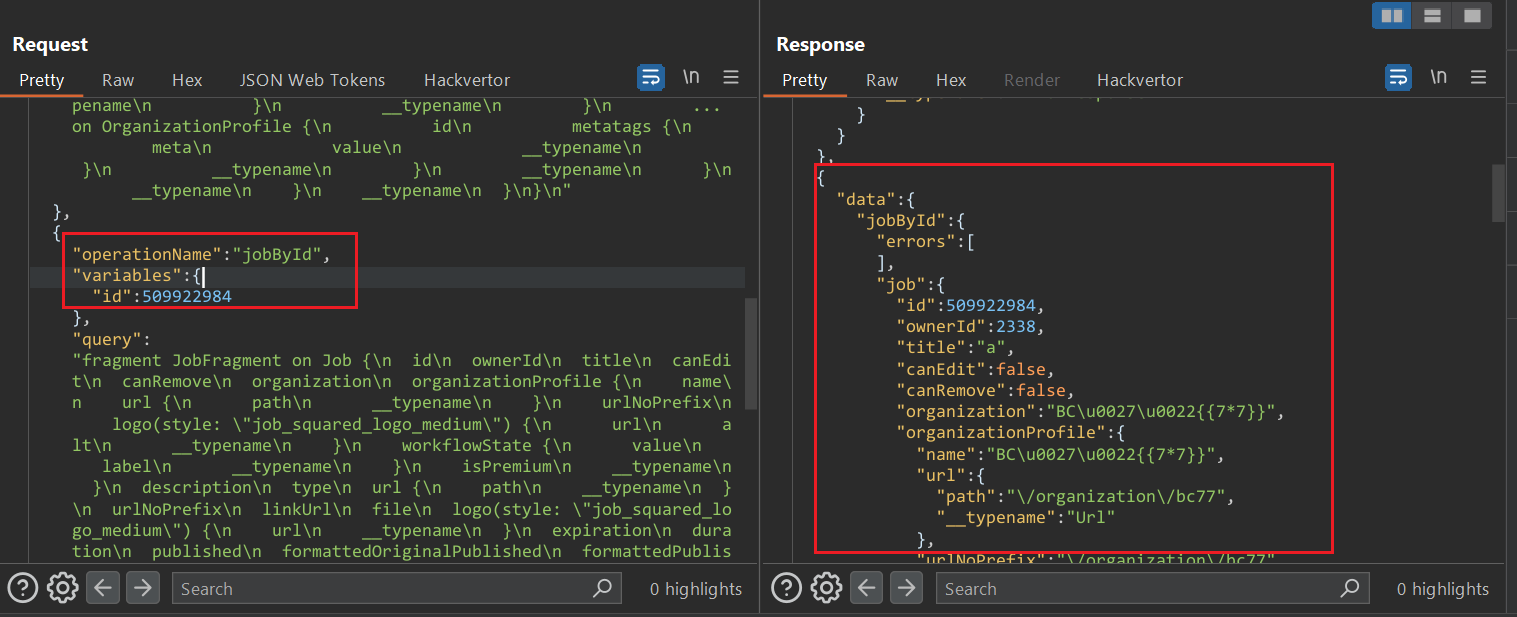 Request
Pretty Raw Hex JSON Web Tokens Hackvertor \n
pename\n }\n __typename\n }\n ...
on OrganizationProfile {\n id\n metatags {\n
meta\n value\n __typename\n
}\n __typename\n }\n __typename\n }\n
__typename\n }\n __typename\n }\n}\n"
},
{
"operationName":"jobById",
"variables":{
"id":509922984
},
"query":
"fragment JobFragment on Job {\n id\n ownerId\n title\n canEdi
t\n canRemove\n organization\n organizationProfile {\n name\
n url {\n path\n __typename\n }\n urlNoPrefix\n
logo(style: \"job_squared_logo_medium\") {\n url\n a
lt\n __typename\n }\n workflowState {\n value\n
label\n __typename\n }\n isPremium\n __typename\n
}\n description\n type\n url {\n path\n __typename\n }
\n urlNoPrefix\n linkUrl\n file\n logo(style: \"job_squared_lo
go_medium\") {\n url\n __typename\n }\n expiration\n dura
tion\n published\n formattedOriginalPublished\n formattedPublis
Search 0 highlights
Response
Pretty Raw Hex Render Hackvertor \n
}
}
},
{
"data":{
"jobById":{
"errors":[
],
"job":{
"id":509922984,
"ownerId":2338,
"title":"a",
"canEdit":false,
"canRemove":false,
"organization":"BC\u0027\u0022{{7*7}}",
"organizationProfile":{
"name":"BC\u0027\u0022{{7*7}}",
"url":{
"path":"\/organization\/bc77",
"__typename":"Url"
},
"urlNoPrefix":"\/organization\/bc77"
Search 0 highlights